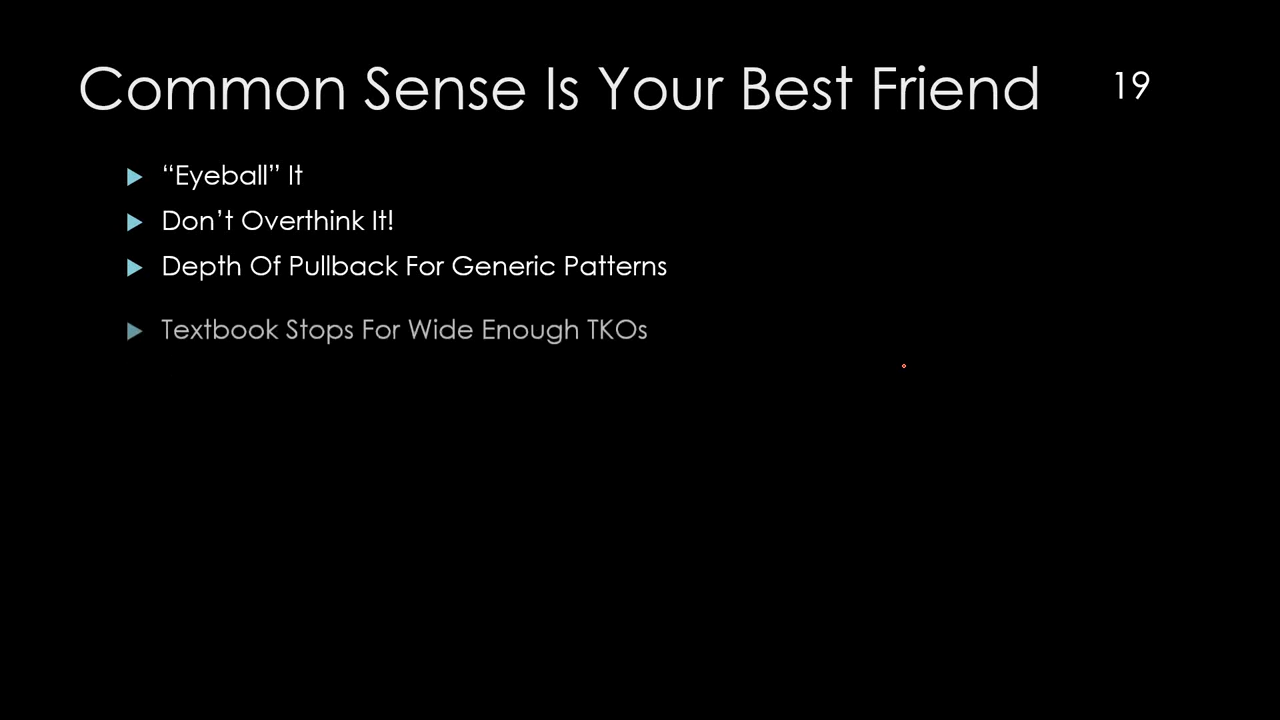 Common Sense Is Your Best Friend
19
“Eyeball” It
Don’t Overthink It!
Depth Of Pullback For Generic Patterns
Textbook Stops For Wide Enough TKOs